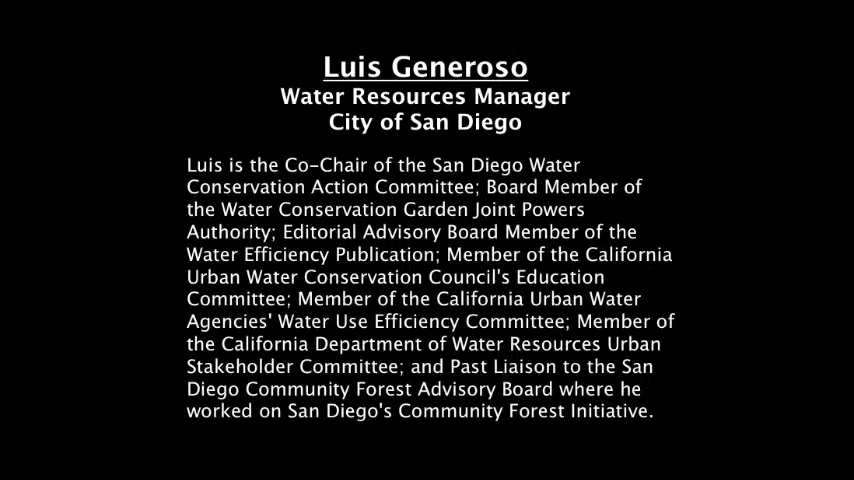 Luis Generoso
Water Resources Manager
City of San Diego
Luis is the Co-Chair of the San Diego Water
Conservation Action Committee; Board Member of
the Water Conservation Garden Joint Powers
Authority; Editorial Advisory Board Member of the
Water Efficiency Publication; Member of the California
Urban Water Conservation Council's Education
Committee; Member of the California Urban Water
Agencies' Water Use Efficiency Committee; Member of
the California Department of Water Resources Urban
Stakeholder Committee; and Past Liaison to the San
Diego Community Forest Advisory Board where he
worked on San Diego's Community Forest Initiative.